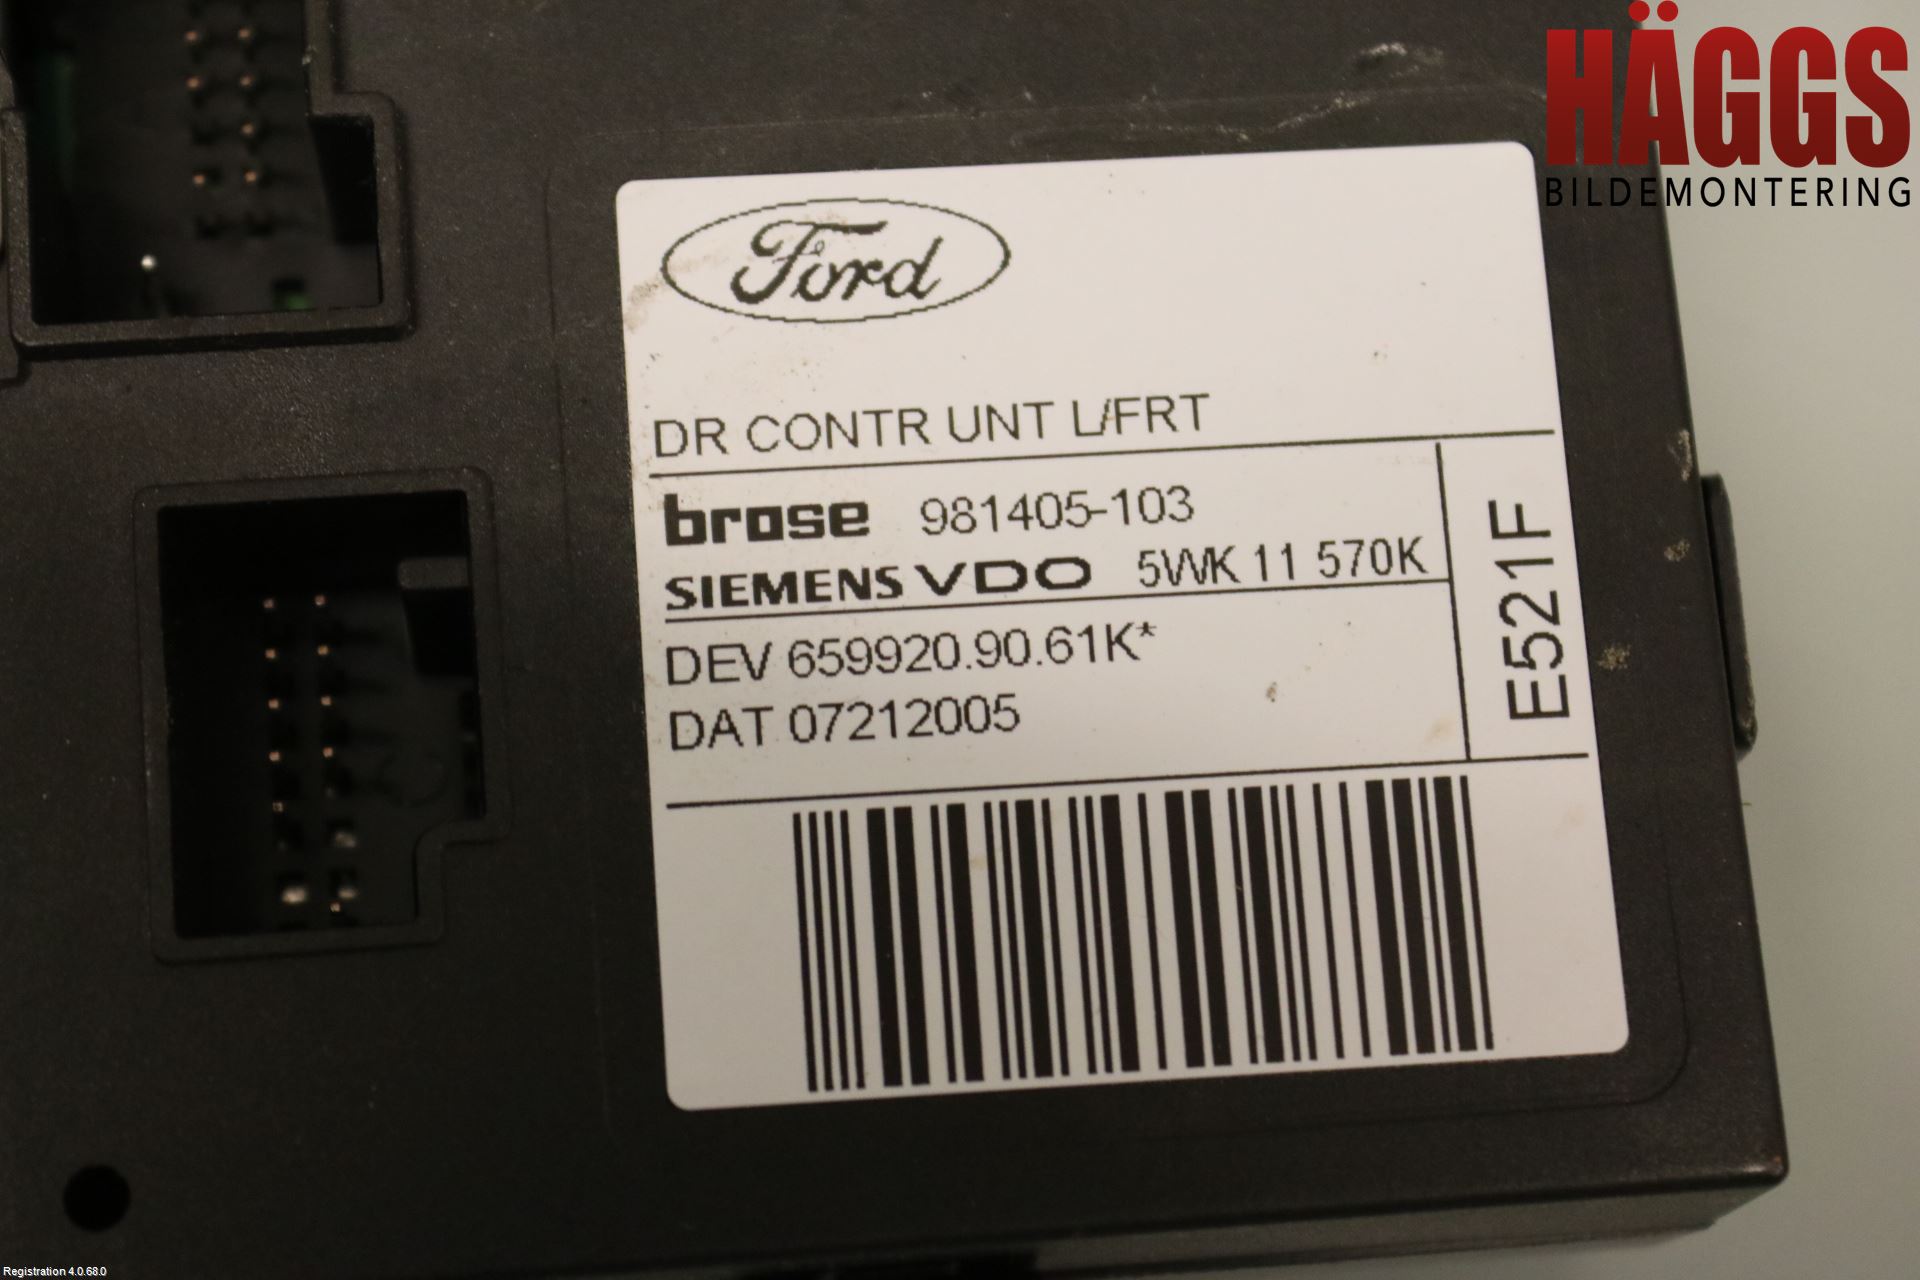 HÄGGS
BILDEMONTERING
Ford
DR CONTR UNT L/FRT
brose 981405-103
SIEMENS VDO 5WK 11 570K
E521F
DEV 659920.90.61K*
DAT 07212005
Registration 4.0.68.0